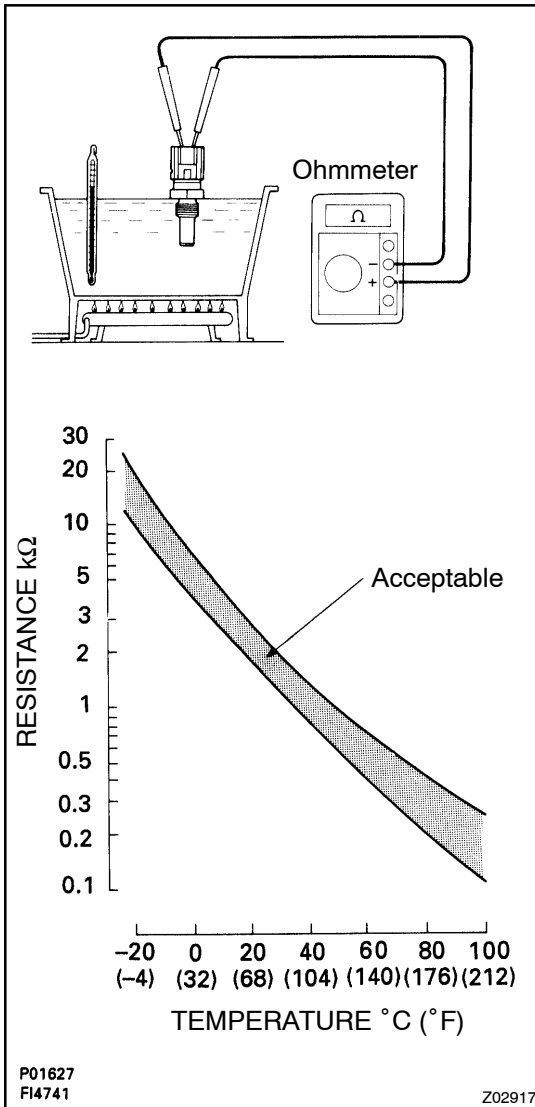 Ohmmeter
Ω
−
+
30
20
10
5
3
2
1
0.5
0.3
0.2
0.1
RESISTANCE kΩ
Acceptable
−20 0 20 40 60 80 100
(−4) (32) (68) (104) (140) (176) (212)
TEMPERATURE ˚C (˚F)
P01627
FI4741
Z02917